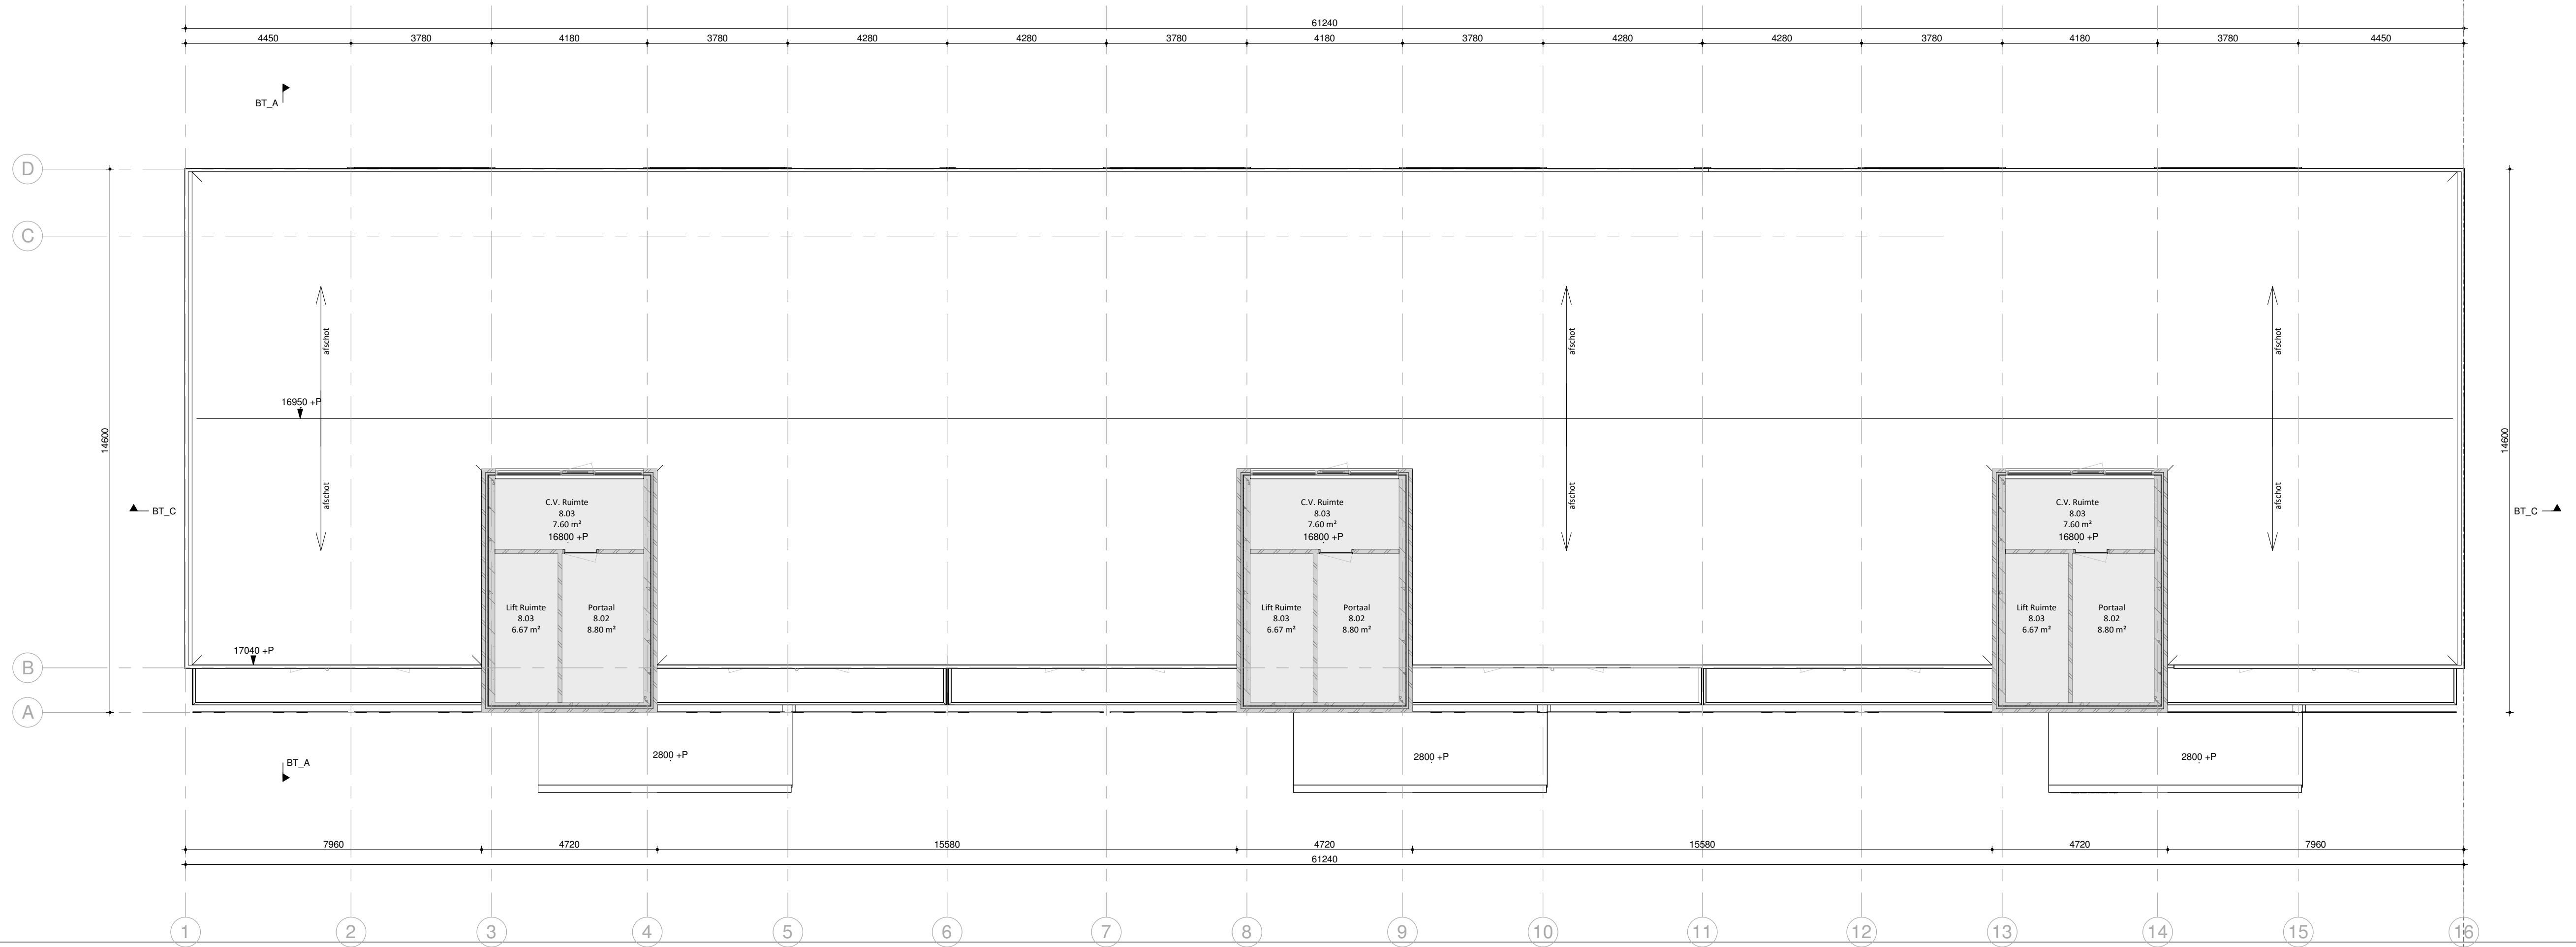 61240
4450 3780 4180 3780 4280 4280 3780 4180 3780 4280 4280 3780 4180 3780 4450
BT_A
D
C
afschot afschot afschot
16950 +P
14600 14600
BT_C BT_C
afschot afschot afschot
C.V. Ruimte
8.03
7.60 m²
16800 +P
C.V. Ruimte
8.03
7.60 m²
16800 +P
C.V. Ruimte
8.03
7.60 m²
16800 +P
Lift Ruimte
8.03
6.67 m²
Portaal
8.02
8.80 m²
Lift Ruimte
8.03
6.67 m²
Portaal
8.02
8.80 m²
Lift Ruimte
8.03
6.67 m²
Portaal
8.02
8.80 m²
17040 +P
B
A
2800 +P 2800 +P 2800 +P
BT_A
7960 4720 15580 4720 15580 4720 7960
61240
1 2 3 4 5 6 7 8 9 10 11 12 13 14 15 16